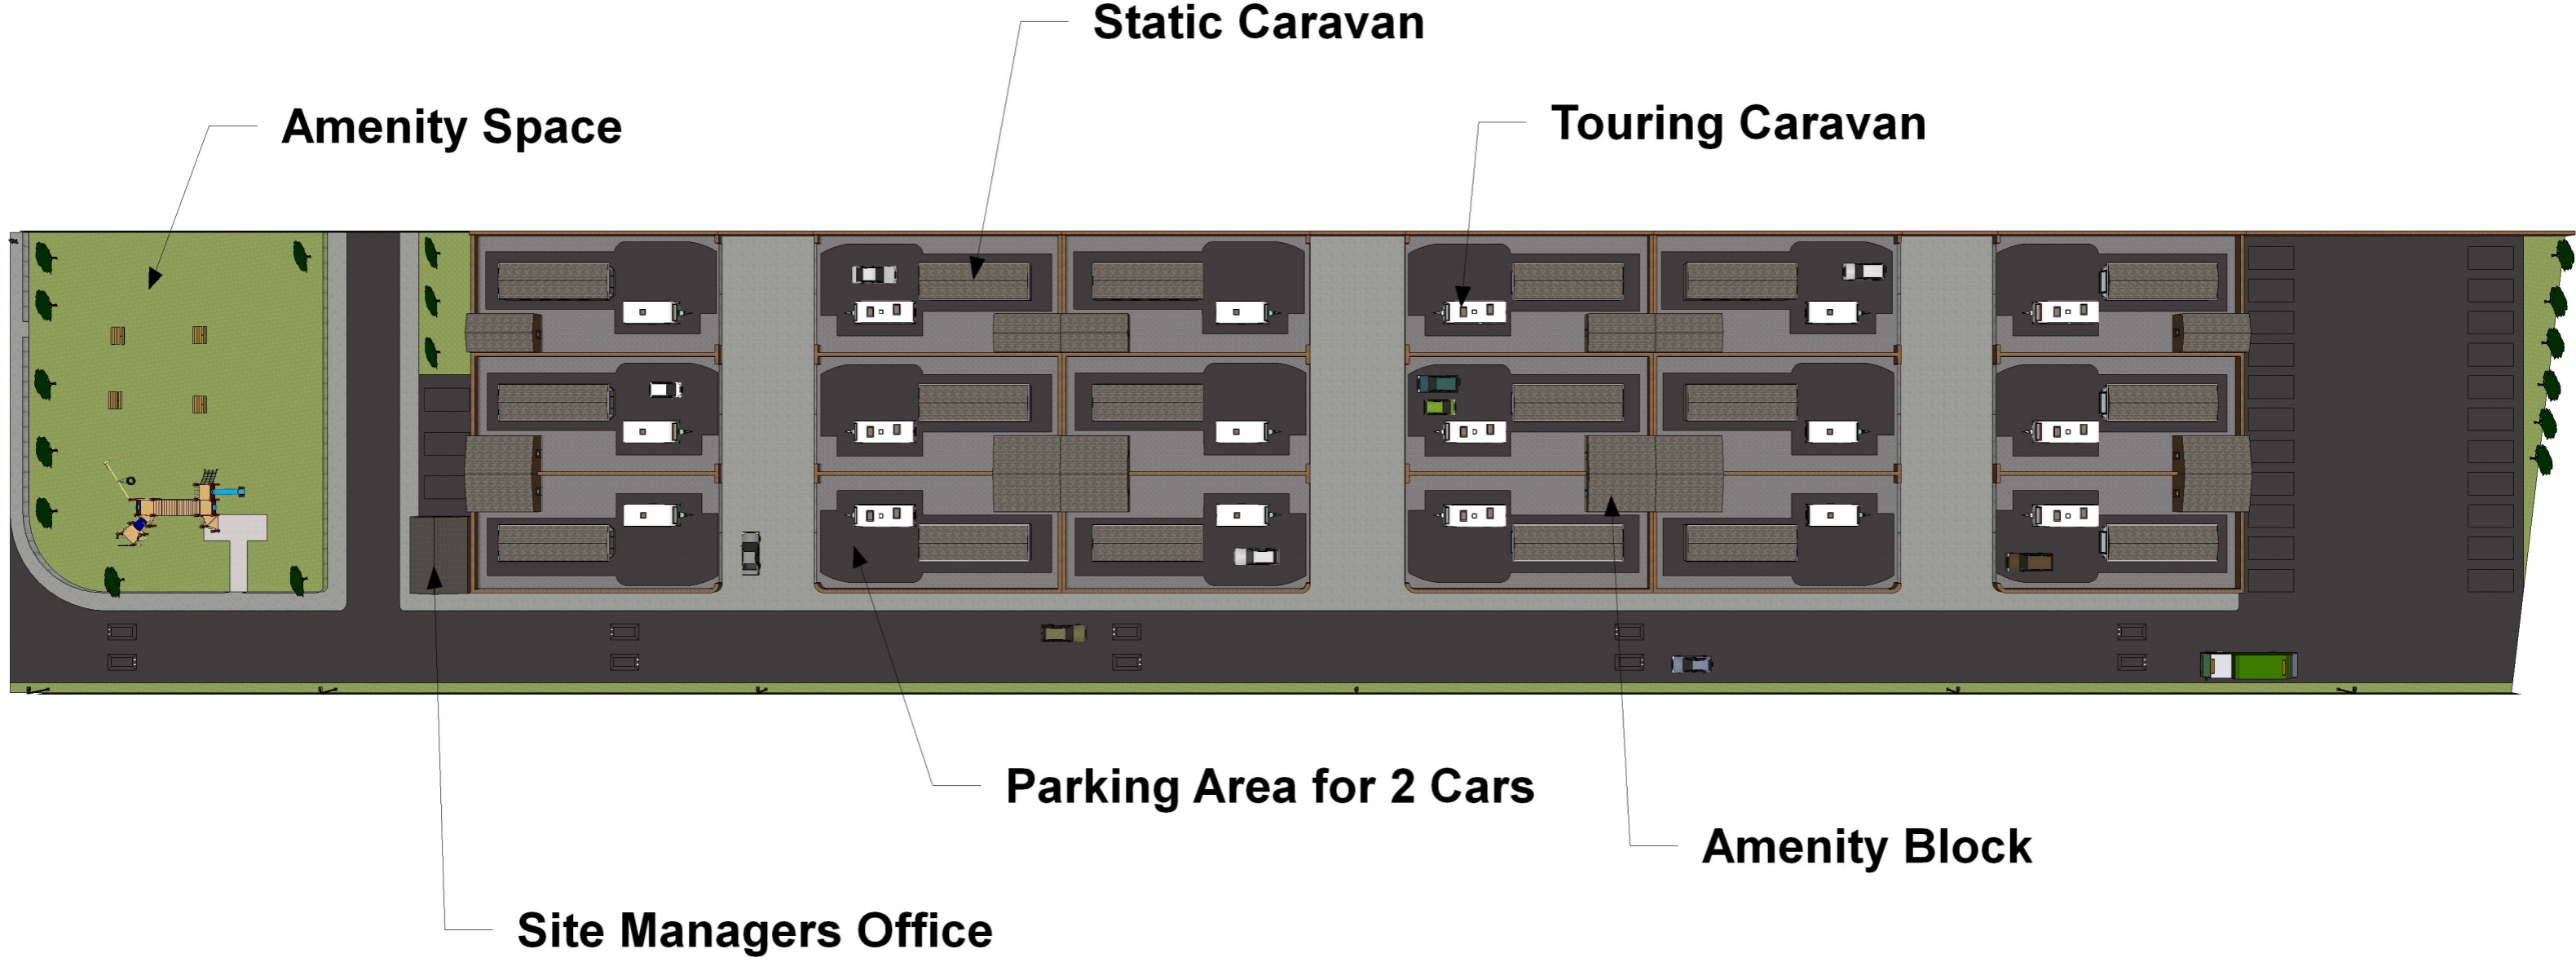 Static Caravan
Amenity Space
Touring Caravan
Parking Area for 2 Cars
Amenity Block
Site Managers Office